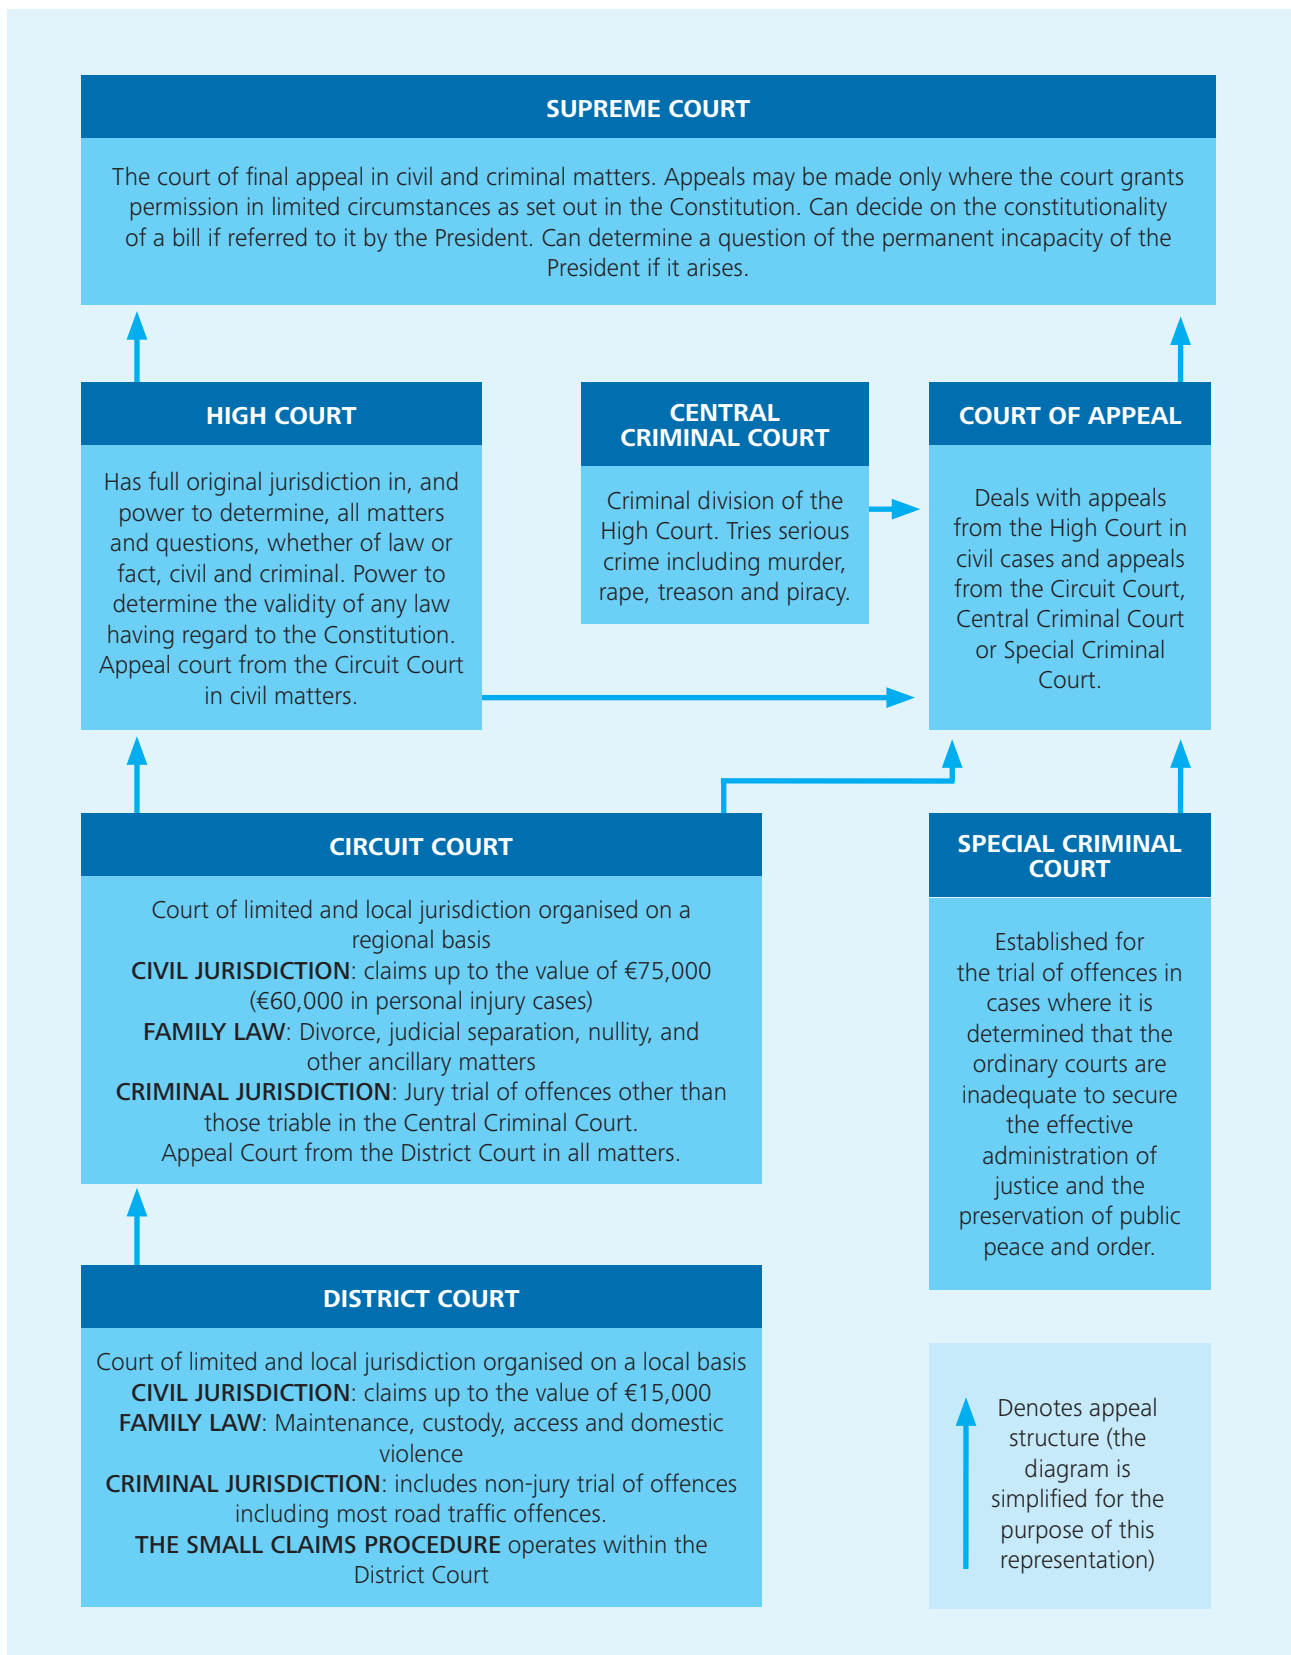 SUPREME COURT
The court of final appeal in civil and criminal matters. Appeals may be made only where the court grants
permission in limited circumstances as set out in the Constitution. Can decide on the constitutionality
of a bill if referred to it by the President. Can determine a question of the permanent incapacity of the
President if it arises.
HIGH COURT
Has full original jurisdiction in, and
power to determine, all matters
and questions, whether of law or
fact, civil and criminal. Power to
determine the validity of any law
having regard to the Constitution.
Appeal court from the Circuit Court
in civil matters.
CENTRAL
CRIMINAL COURT
Criminal division of the
High Court. Tries serious
crime including murder,
rape, treason and piracy.
COURT OF APPEAL
Deals with appeals
from the High Court in
civil cases and appeals
from the Circuit Court,
Central Criminal Court
or Special Criminal
Court.
CIRCUIT COURT
Court of limited and local jurisdiction organised on a
regional basis
CIVIL JURISDICTION: claims up to the value of €75,000
(€60,000 in personal injury cases)
FAMILY LAW: Divorce, judicial separation, nullity, and
other ancillary matters
CRIMINAL JURISDICTION: Jury trial of offences other than
those triable in the Central Criminal Court.
Appeal Court from the District Court in all matters.
SPECIAL CRIMINAL
COURT
Established for
the trial of offences in
cases where it is
determined that the
ordinary courts are
inadequate to secure
the effective
administration of
justice and the
preservation of public
peace and order.
DISTRICT COURT
Court of limited and local jurisdiction organised on a local basis
CIVIL JURISDICTION: claims up to the value of €15,000
FAMILY LAW: Maintenance, custody, access and domestic
violence
CRIMINAL JURISDICTION: includes non-jury trial of offences
including most road traffic offences.
THE SMALL CLAIMS PROCEDURE operates within the
District Court
Denotes appeal
structure (the
diagram is
simplified for the
purpose of this
representation)